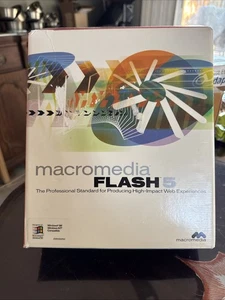 macromedia
FLASH 5
The Professional Standard for Producing High-Impact Web Experiences
macromedia